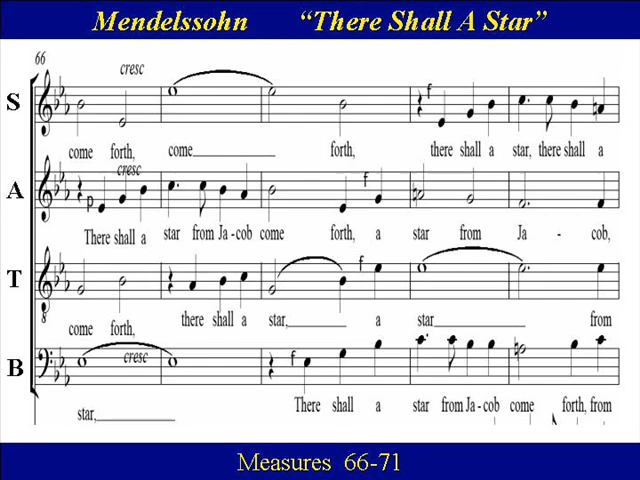 Mendelssohn "There Shall A Star"
66
cresc
S
come forth, come forth, there shall a star, there shall a
cresc
f
A
p
f
There shall a star from Ja - cob come forth, a star from Ja - cob,
T
f
8
come forth, there shall a star, a star from
B
cresc
f
star, There shall a star from Ja - cob come forth, from
Measures 66-71